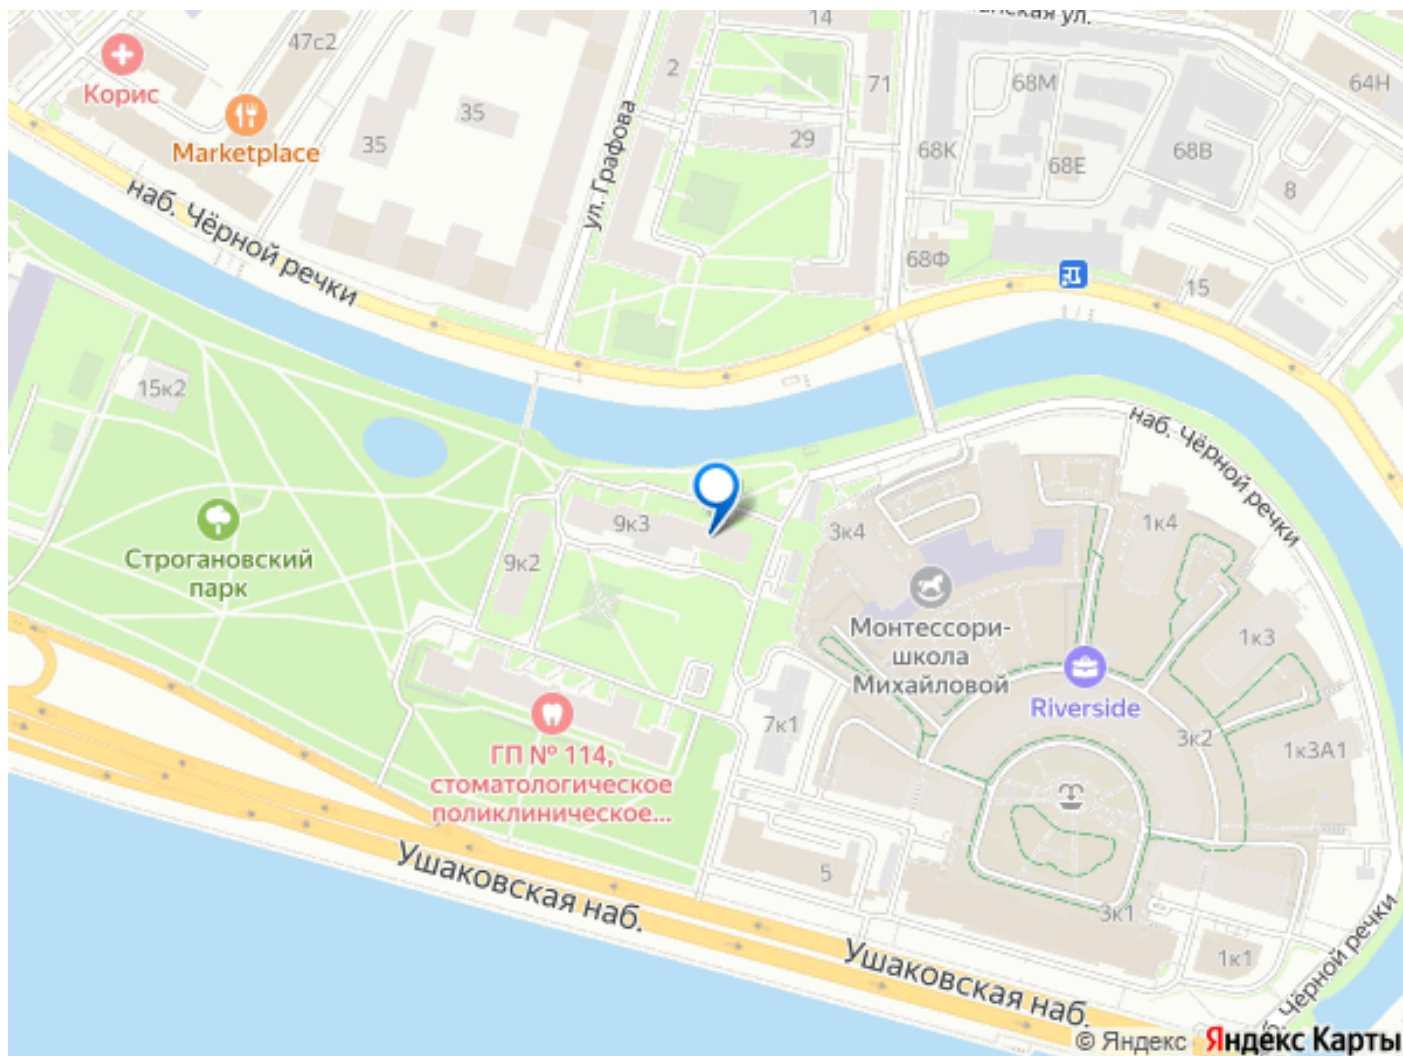 14
нская ул.
47с2
Корис
2
71
68М
64Н
35
35
Marketplace
29
68К
68Е
68В
ул. Графова
8
наб. Чёрной речки
68Ф
15
15к2
наб. Чёрной речки
9к3
3к4
1к4
Строгановский
парк
9к2
Монтессори-
школа
Михайловой
1к3
Riverside
7к1
3к2
1к3А1
ГП № 114,
стоматологическое
поликлиническое...
Ушаковская наб.
5
3к1
Ушаковская наб.
1к1
б. Чёрной речки
© Яндекс Яндекс Карты